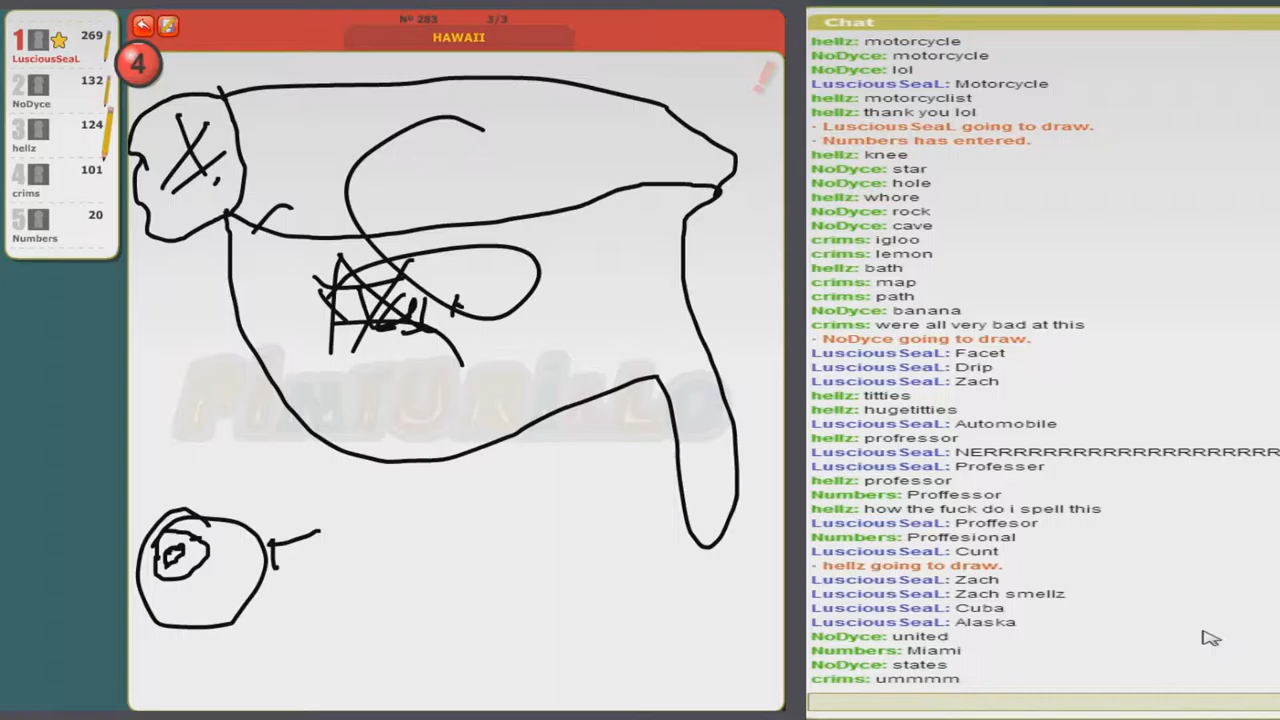 1 269
LusciousSeaL
2 132
NoDyce
3 124
hellz
4 101
crims
5 20
Numbers
Nº 283 3/3
HAWAII
4
Chat
hellz: motorcycle
NoDyce: motorcycle
NoDyce: lol
LusciousSeaL: Motorcycle
hellz: motorcyclist
hellz: thank you lol
- LusciousSeaL going to draw.
- Numbers has entered.
hellz: knee
NoDyce: star
NoDyce: hole
hellz: whore
NoDyce: rock
NoDyce: cave
crims: igloo
crims: lemon
hellz: bath
crims: map
crims: path
NoDyce: banana
crims: were all very bad at this
- NoDyce going to draw.
LusciousSeaL: Facet
LusciousSeaL: Drip
LusciousSeaL: Zach
hellz: titties
hellz: hugetitties
LusciousSeaL: Automobile
hellz: profressor
LusciousSeaL: NERRRRRRRRRRRRRRRRRRRR
LusciousSeaL: Professer
hellz: professor
Numbers: Proffessor
hellz: how the fuck do i spell this
LusciousSeaL: Proffesor
Numbers: Proffesional
LusciousSeaL: Cunt
- hellz going to draw.
LusciousSeaL: Zach
LusciousSeaL: Zach smellz
LusciousSeaL: Cuba
LusciousSeaL: Alaska
NoDyce: united
Numbers: Miami
NoDyce: states
crims: ummmm